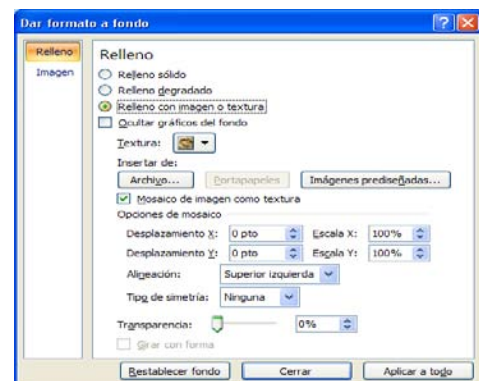 Dar formato a fondo
Relleno
Imagen
Relleno
Relleno sólido
Relleno degradado
Relleno con imagen o textura
Ocultar gráficos del fondo
Textura:
Insertar de:
Archivo... Portapapeles Imágenes prediseñadas...
Mosaico de imagen como textura
Opciones de mosaico
Desplazamiento X: 0 pto Escala X: 100%
Desplazamiento Y: 0 pto Escala Y: 100%
Alineación: Superior izquierda
Tipo de simetría: Ninguna
Transparencia: 0%
Girar con forma
Restablecer fondo Cerrar Aplicar a todo